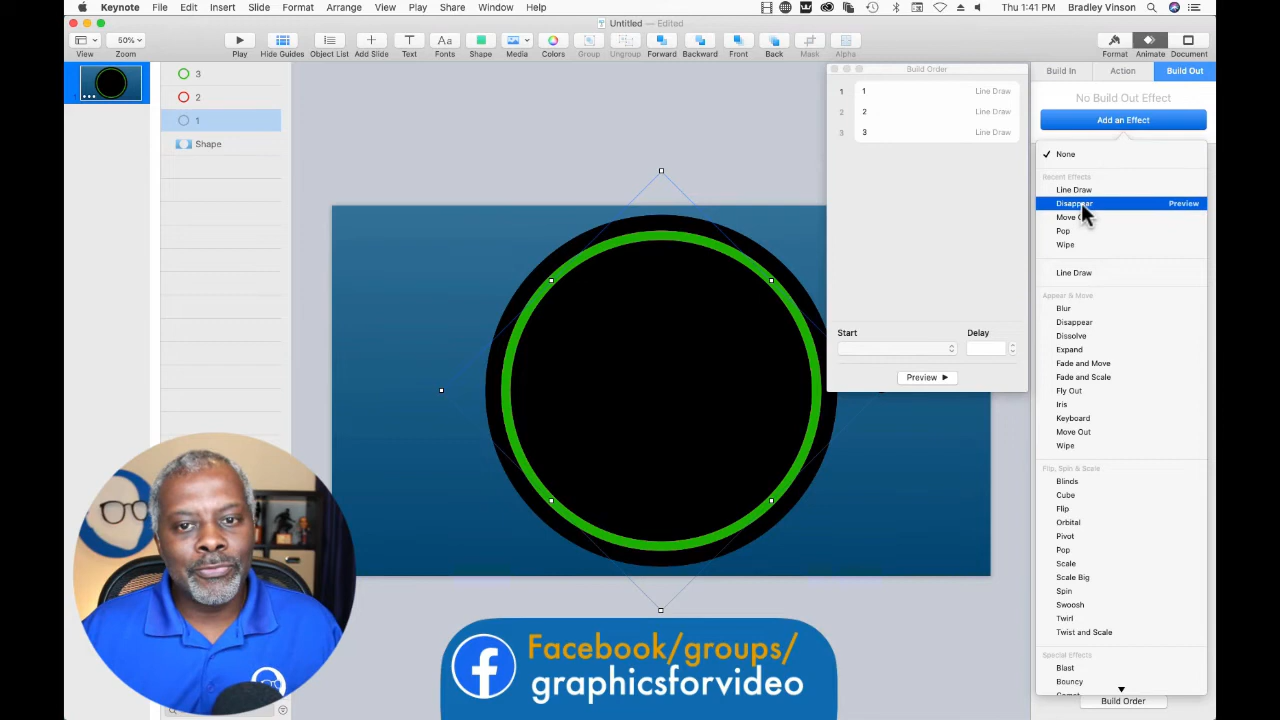 Keynote File Edit Insert Slide Format Arrange View Play Share Window Help Thu 1:41 PM Bradley Vinson
Untitled — Edited
50%
View Zoom Play Hide Guides Object List Add Slide Text Fonts Shape Media Colors Group Ungroup Forward Backward Front Back Mask Alpha Format Animate Document
3
2
1
Shape
Build Order
1 1 Line Draw
2 2 Line Draw
3 3 Line Draw
Start Delay
Preview
Build In Action Build Out
No Build Out Effect
Add an Effect
None
Recent Effects
Line Draw
Disappear Preview
Pop
Wipe
Line Draw
Appear & Move
Blur
Disappear
Dissolve
Expand
Fade and Move
Fade and Scale
Fly Out
Iris
Keyboard
Move Out
Wipe
Flip, Spin & Scale
Blinds
Cube
Flip
Orbital
Pivot
Pop
Scale
Scale Big
Spin
Swoosh
Twirl
Twist and Scale
Special Effects
Blast
Bouncy
Build Order
Facebook/groups/
graphicsforvideo